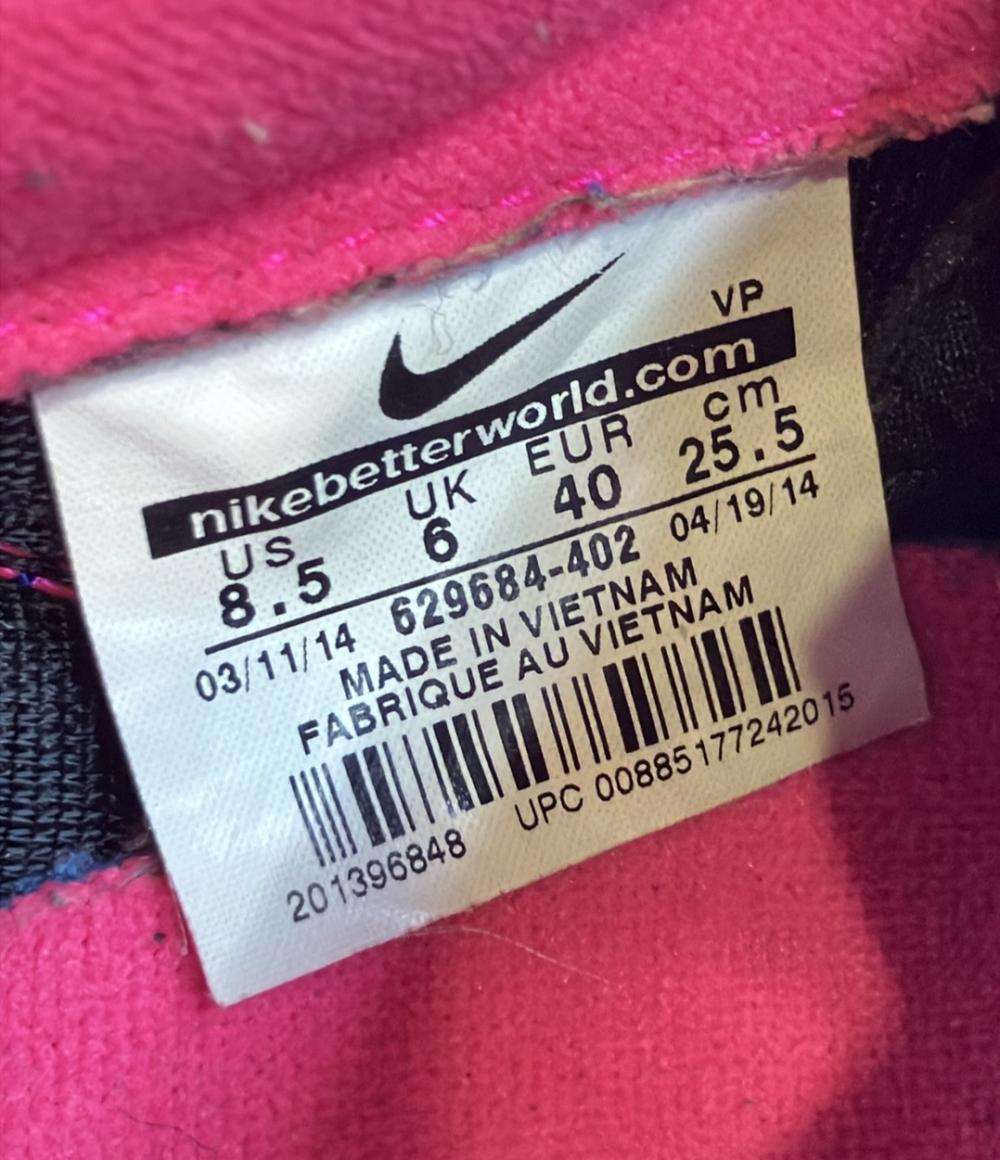 VP
nikebetterworld.com
US UK EUR cm
8.5 6 40 25.5
03/11/14 629684-402 04/19/14
MADE IN VIETNAM
FABRIQUE AU VIETNAM
201396848 UPC 00885177242015